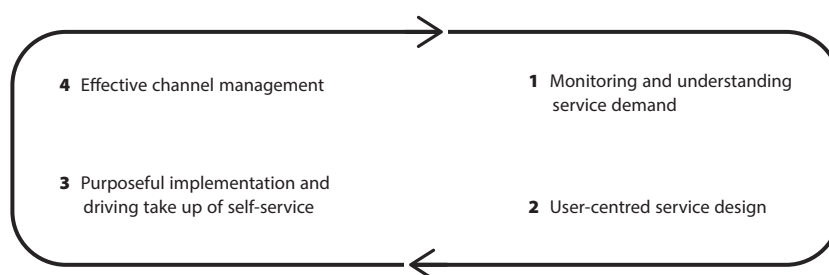 4 Effective channel management
1 Monitoring and understanding
service demand
3 Purposeful implementation and
driving take up of self-service
2 User-centred service design